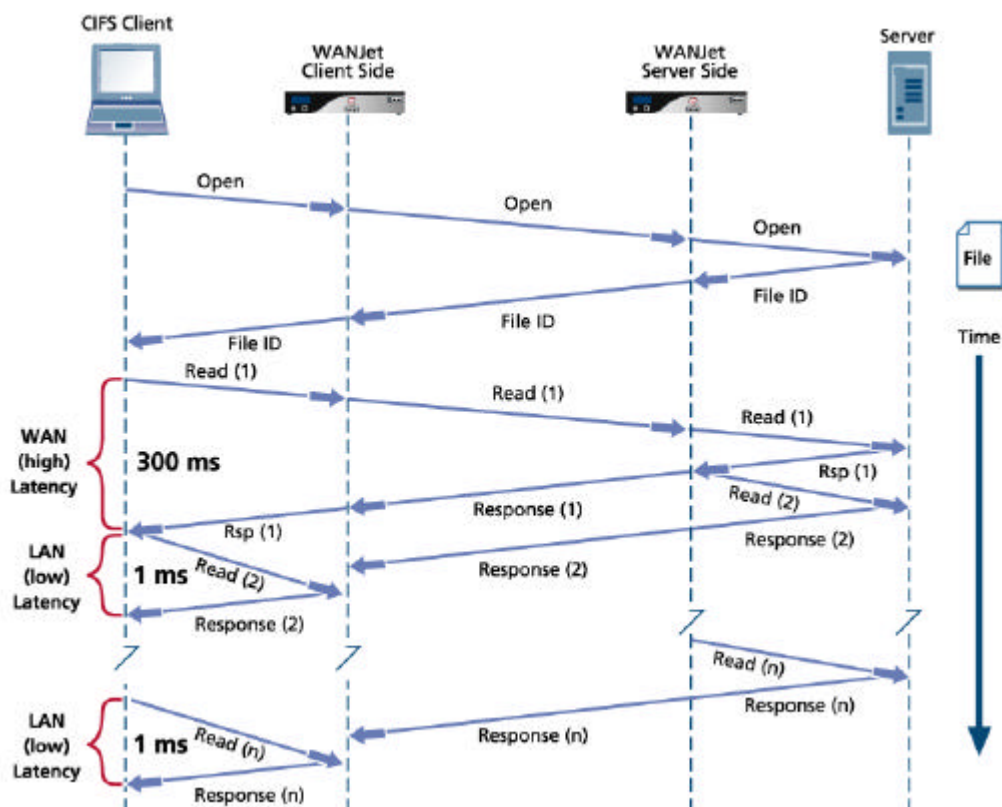 CIFS Client
WANJet
Client Side
WANJet
Server Side
Server
Open
Open
Open
File
File ID
File ID
File ID
Time
Read (1)
Read (1)
Read (1)
WAN
(high)
Latency
300 ms
Rsp (1)
Read (2)
Response (1)
Rsp (1)
Response (2)
LAN
(low)
Latency
1 ms
Read (2)
Response (2)
Response (2)
Read (n)
Response (n)
LAN
(low)
Latency
1 ms
Read (n)
Response (n)
Response (n)